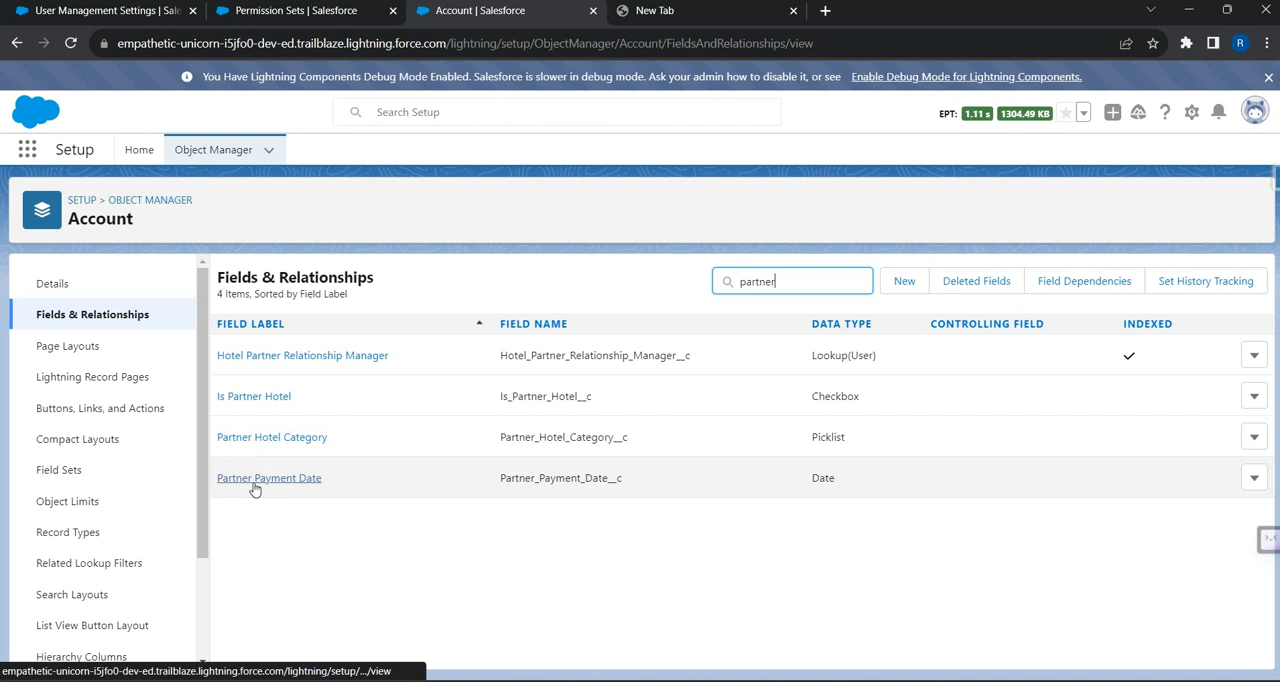 User Management Settings | Sale
Permission Sets | Salesforce
Account | Salesforce
New Tab
empathetic-unicorn-i5jfo0-dev-ed.trailblaze.lightning.force.com/lightning/setup/ObjectManager/Account/FieldsAndRelationships/view
R
You Have Lightning Components Debug Mode Enabled. Salesforce is slower in debug mode. Ask your admin how to disable it, or see Enable Debug Mode for Lightning Components.
Search Setup
EPT: 1.11 s 1304.49 KB
Setup
Home
Object Manager
SETUP > OBJECT MANAGER
Account
Details
Fields & Relationships
Page Layouts
Lightning Record Pages
Buttons, Links, and Actions
Compact Layouts
Field Sets
Object Limits
Record Types
Related Lookup Filters
Search Layouts
List View Button Layout
Hierarchy Columns
Fields & Relationships
4 Items, Sorted by Field Label
partner
New
Deleted Fields
Field Dependencies
Set History Tracking
FIELD LABEL FIELD NAME DATA TYPE CONTROLLING FIELD INDEXED
Hotel Partner Relationship Manager Hotel_Partner_Relationship_Manager__c Lookup(User)
Is Partner Hotel Is_Partner_Hotel__c Checkbox
Partner Hotel Category Partner_Hotel_Category__c Picklist
Partner Payment Date Partner_Payment_Date__c Date
empathetic-unicorn-i5jfo0-dev-ed.trailblaze.lightning.force.com/lightning/setup/.../view